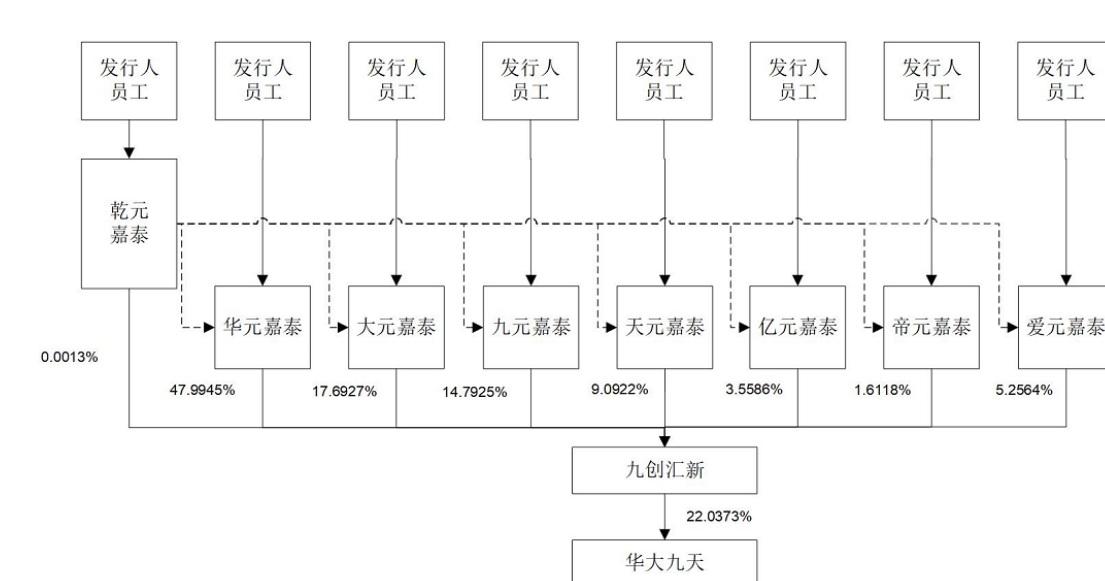 发行人
员工
发行人
员工
发行人
员工
发行人
员工
发行人
员工
发行人
员工
发行人
员工
发行人
员工
乾元
嘉泰
华元嘉泰
大元嘉泰
九元嘉泰
天元嘉泰
亿元嘉泰
帝元嘉泰
爱元嘉泰
0.0013%
47.9945%
17.6927%
14.7925%
9.0922%
3.5586%
1.6118%
5.2564%
九创汇新
22.0373%
华大九天